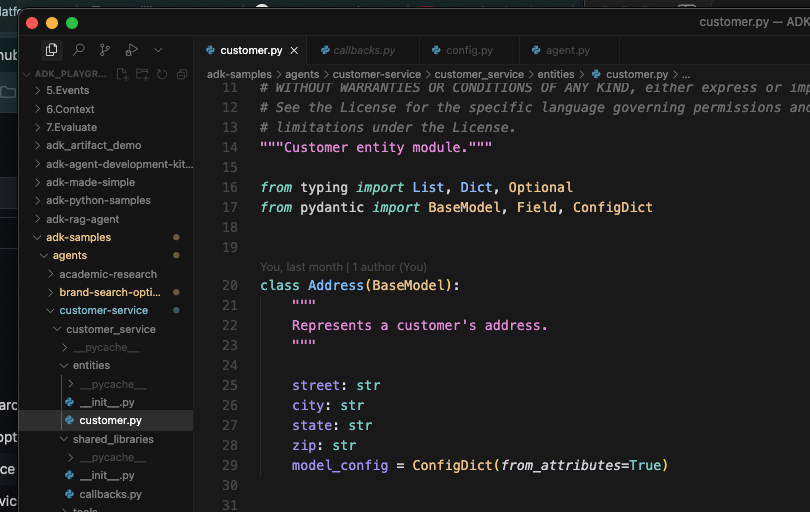 customer.py — ADK
customer.py
callbacks.py
config.py
agent.py
adk-samples > agents > customer-service > customer_service > entities > customer.py > ...
ADK_PLAYGR...
5.Events
6.Context
7.Evaluate
adk_artifact_demo
adk-agent-development-kit...
adk-made-simple
adk-python-samples
adk-rag-agent
adk-samples
agents
academic-research
brand-search-opti...
customer-service
customer_service
__pycache__
entities
__pycache__
__init__.py
customer.py
shared_libraries
__pycache__
__init__.py
callbacks.py
tools
11 # WITHOUT WARRANTIES OR CONDITIONS OF ANY KIND, either express or imp
12 # See the License for the specific language governing permissions and
13 # limitations under the License.
14 """Customer entity module."""
15
16 from typing import List, Dict, Optional
17 from pydantic import BaseModel, Field, ConfigDict
18
19
You, last month | 1 author (You)
20 class Address(BaseModel):
21 """
22 Represents a customer's address.
23 """
24
25 street: str
26 city: str
27 state: str
28 zip: str
29 model_config = ConfigDict(from_attributes=True)
30
31